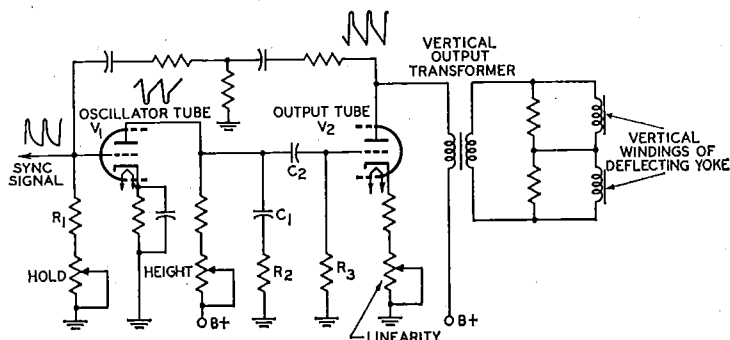 VERTICAL
OUTPUT
TRANSFORMER
OSCILLATOR TUBE
V1
OUTPUT TUBE
V2
SYNC
SIGNAL
VERTICAL
WINDINGS OF
DEFLECTING YOKE
C2
R1
C1
HOLD
HEIGHT
R2
R3
B+
B+
LINEARITY